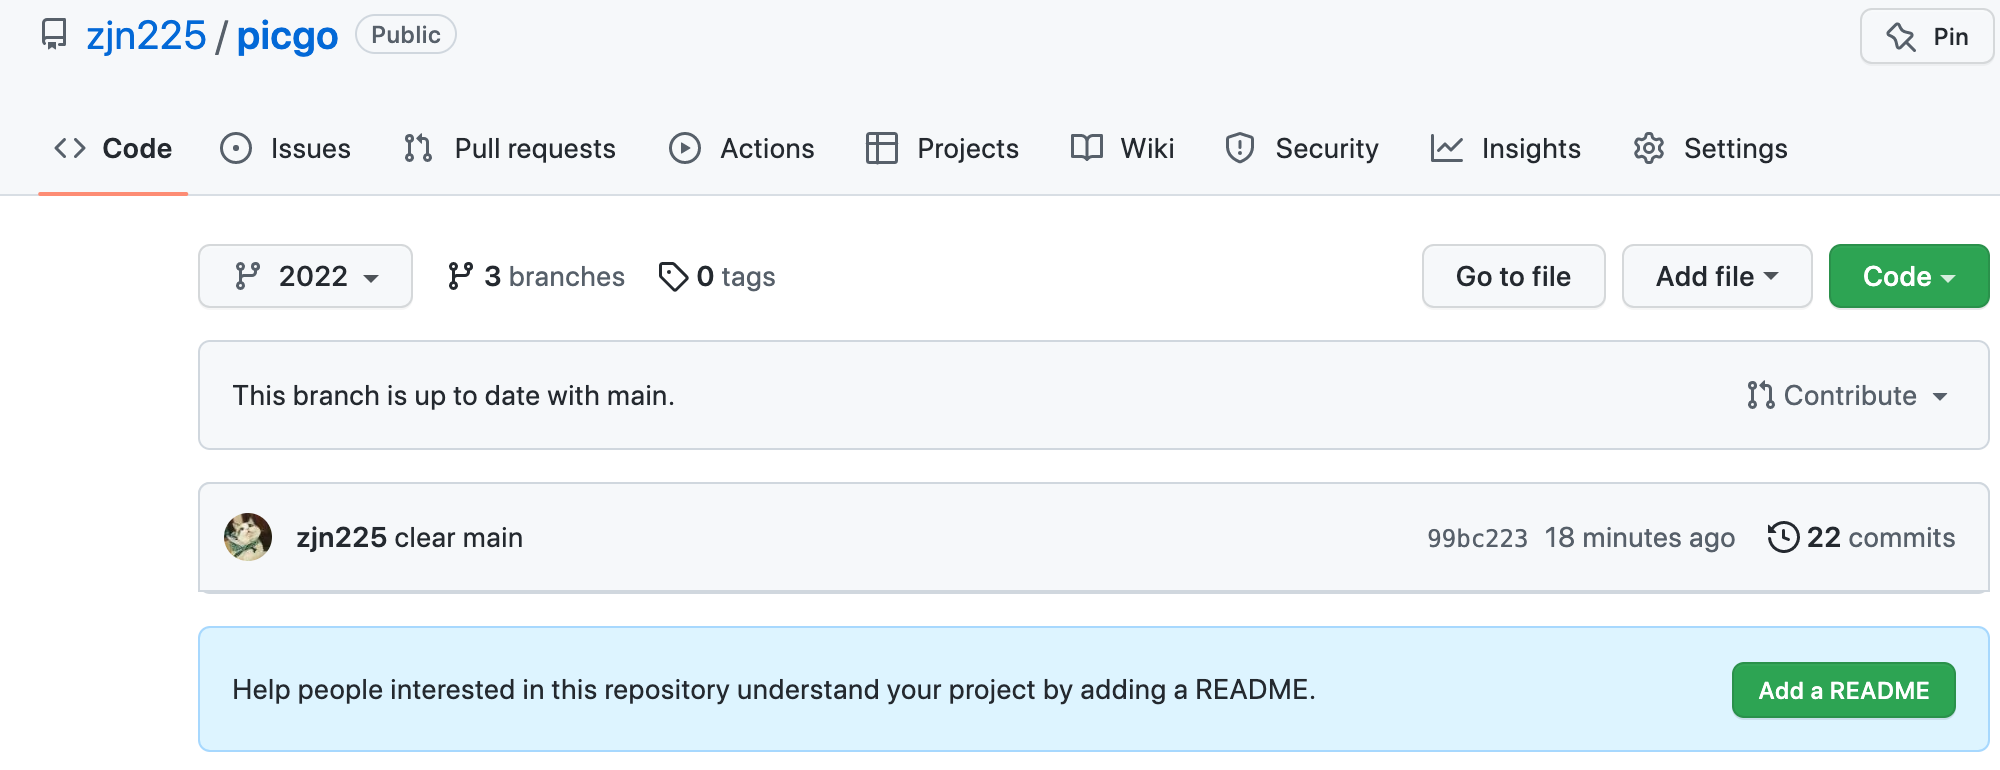 zjn225 / picgo Public Pin
Code Issues Pull requests Actions Projects Wiki Security Insights Settings
2022 3 branches 0 tags Go to file Add file Code
This branch is up to date with main. Contribute
zjn225 clear main 99bc223 18 minutes ago 22 commits
Help people interested in this repository understand your project by adding a README. Add a README